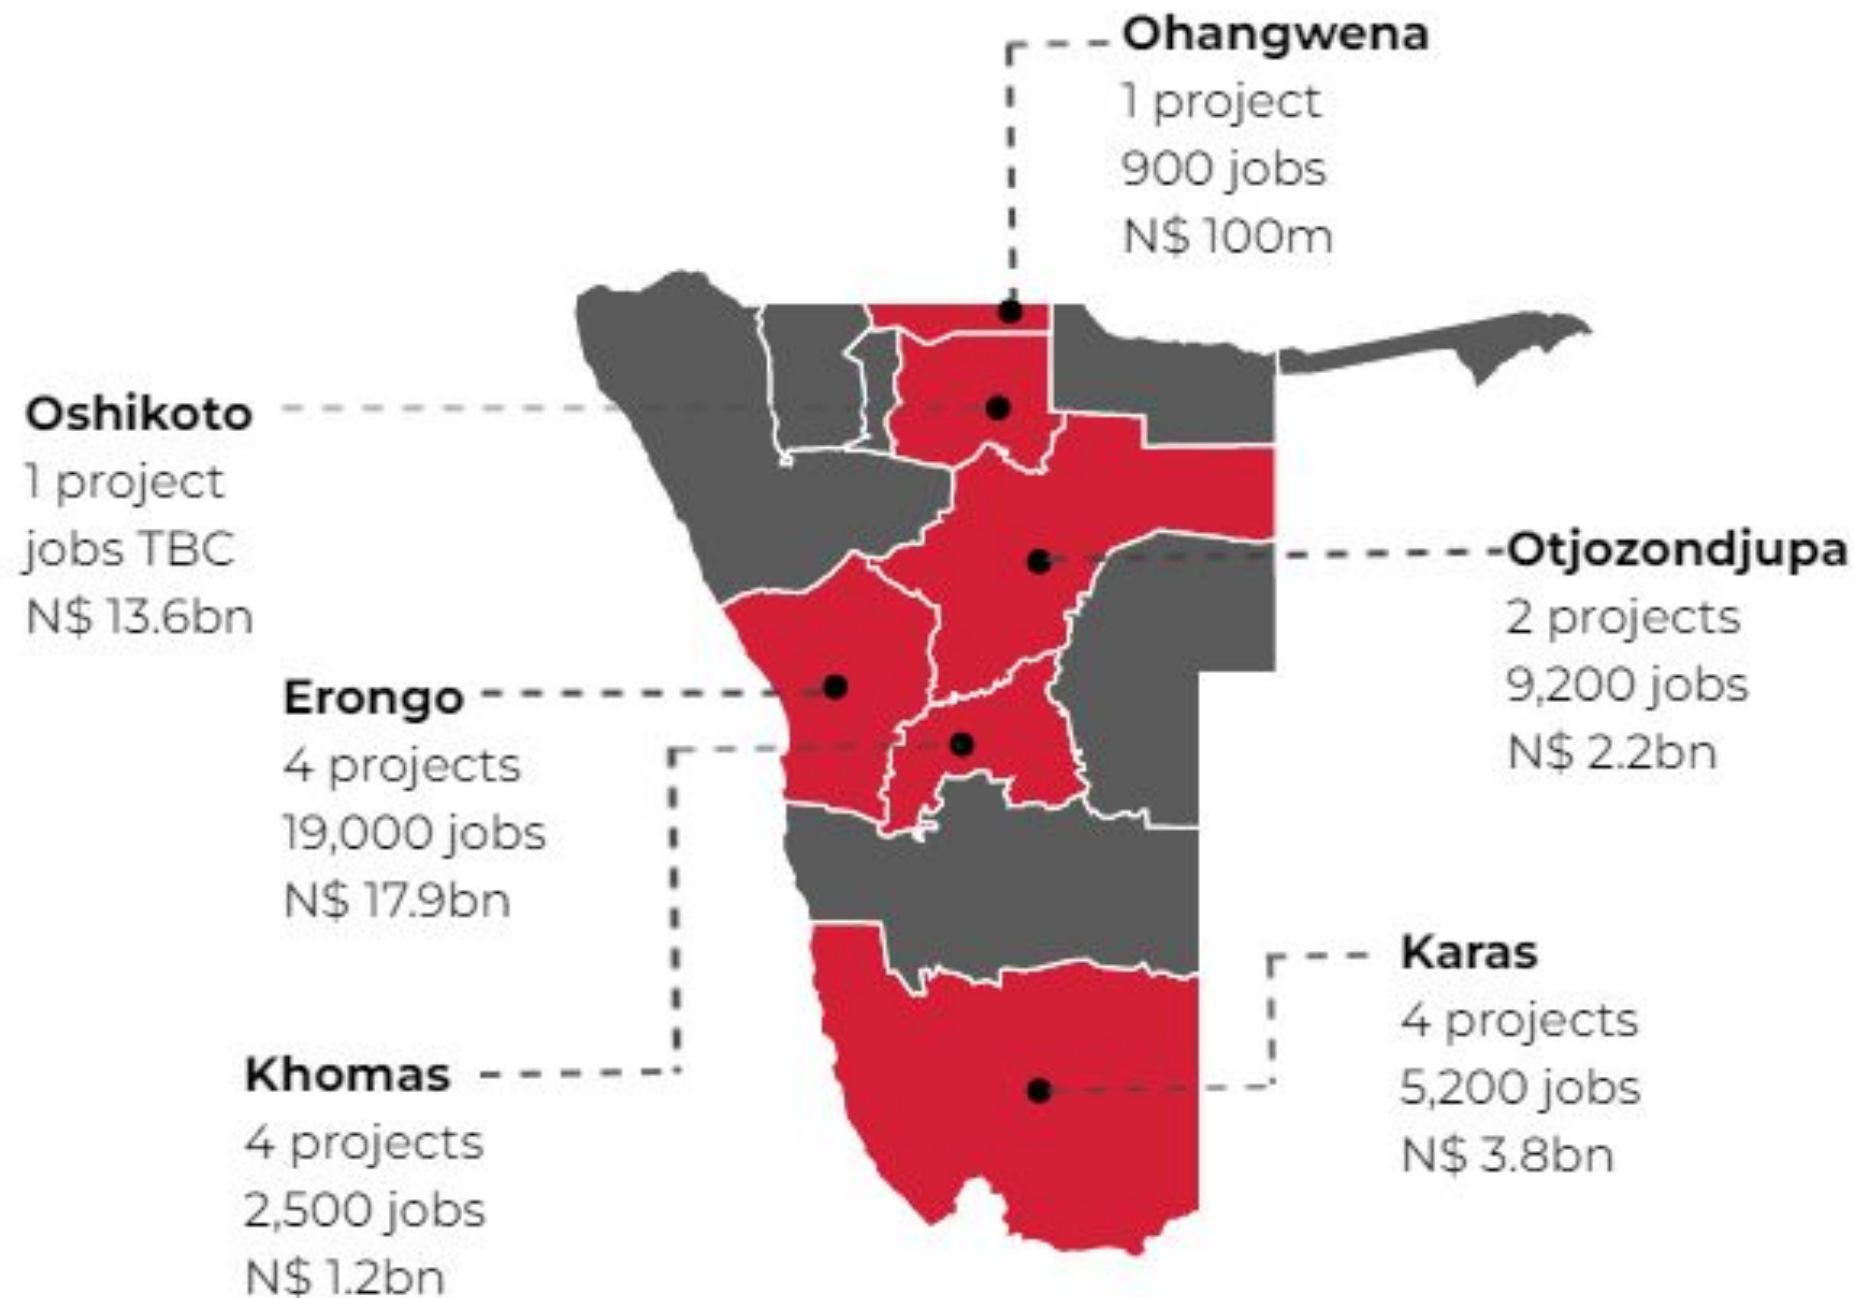 Ohangwena
1 project
900 jobs
N$ 100m
Oshikoto
1 project
jobs TBC
N$ 13.6bn
Otjozondjupa
2 projects
9,200 jobs
N$ 2.2bn
Erongo
4 projects
19,000 jobs
N$ 17.9bn
Karas
4 projects
5,200 jobs
N$ 3.8bn
Khomas
4 projects
2,500 jobs
N$ 1.2bn